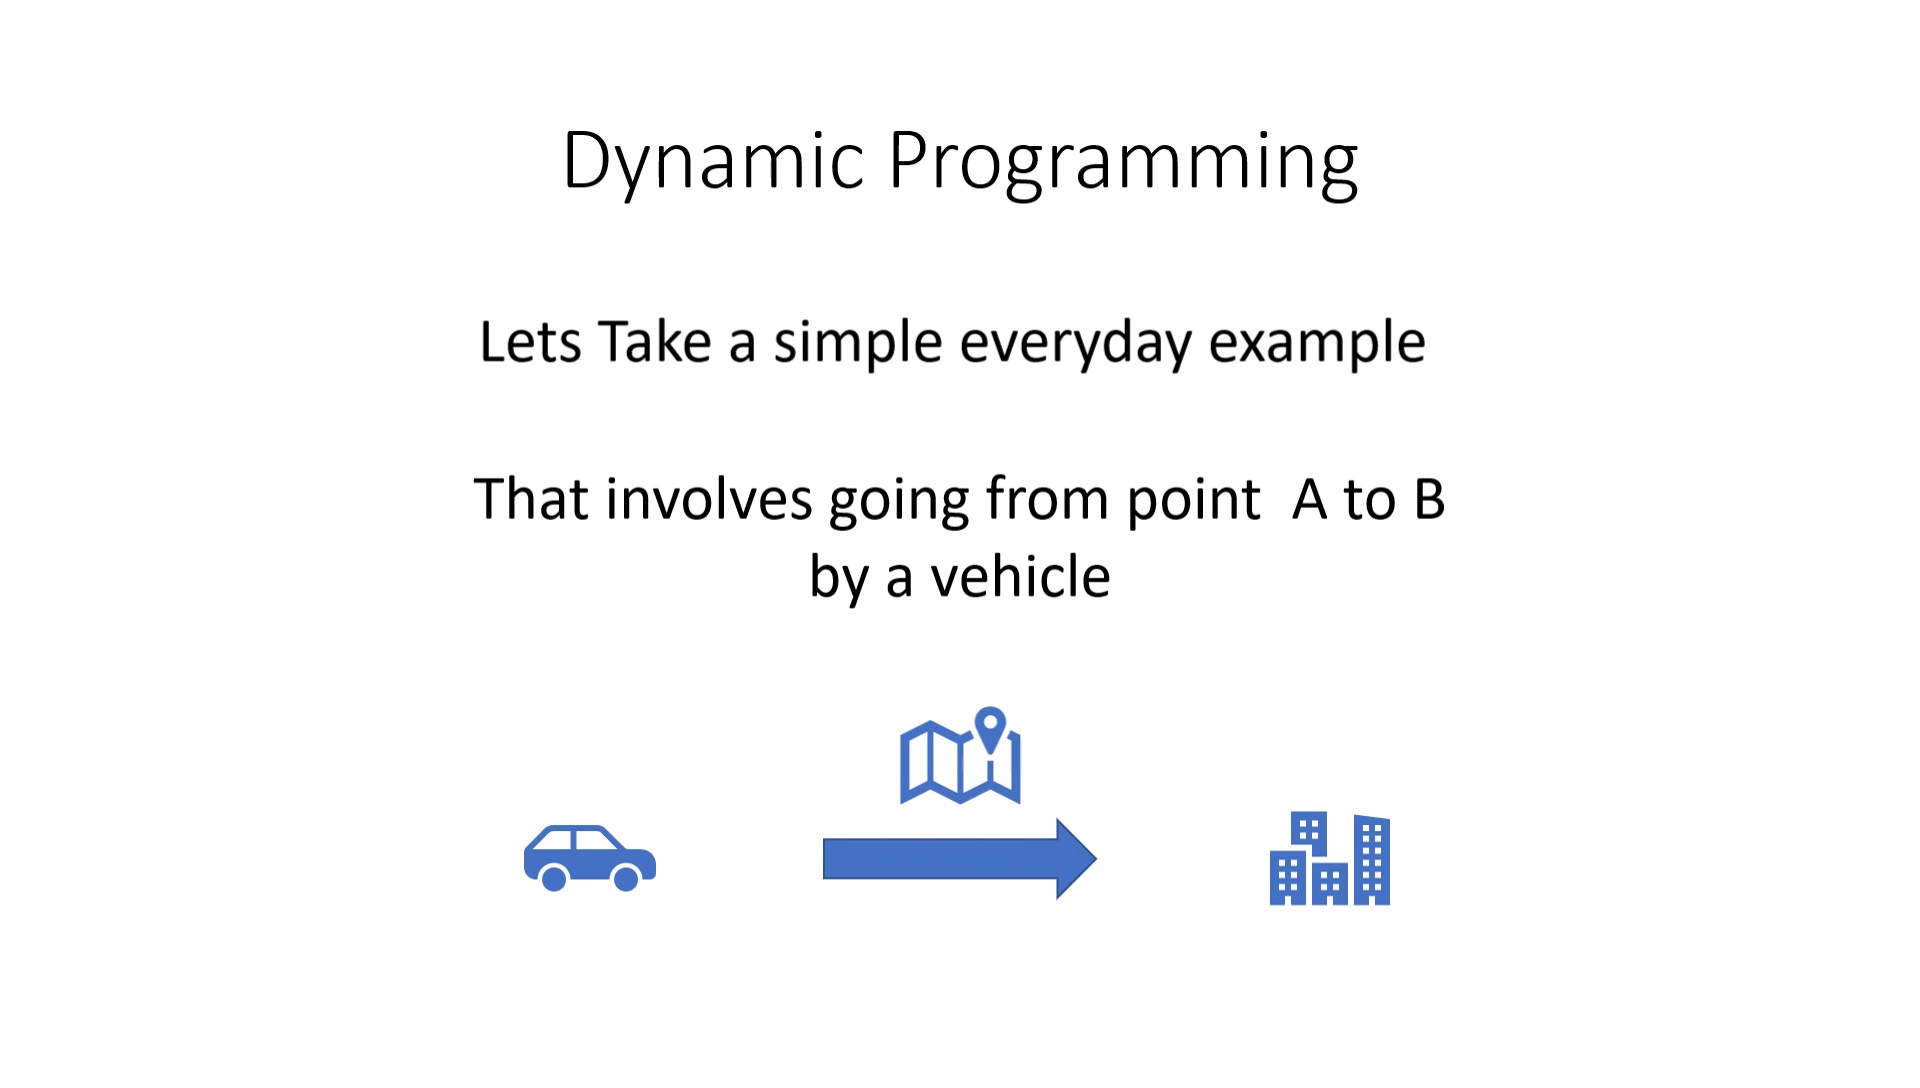 Dynamic Programming
Lets Take a simple everyday example
That involves going from point  A to B
by a vehicle